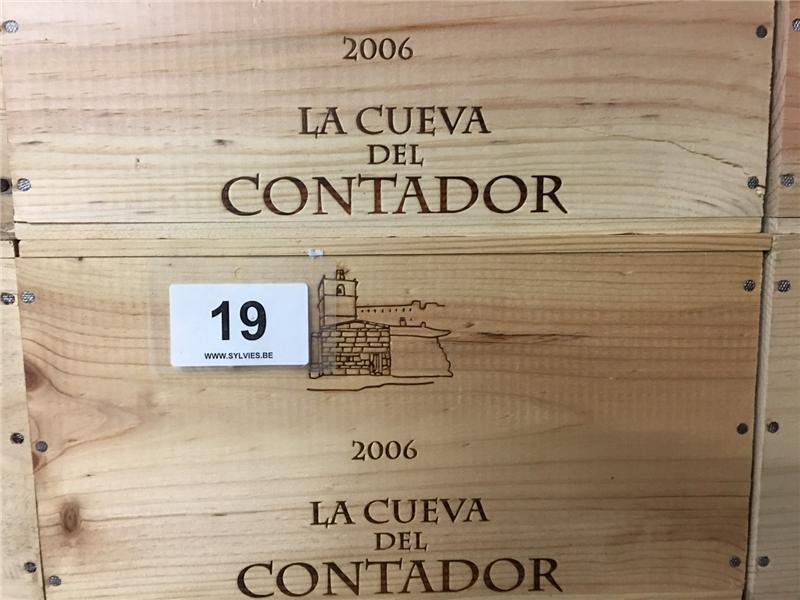 2006
LA CUEVA
DEL
CONTADOR
19
WWW.SYLVIES.BE
2006
LA CUEVA
DEL
CONTADOR